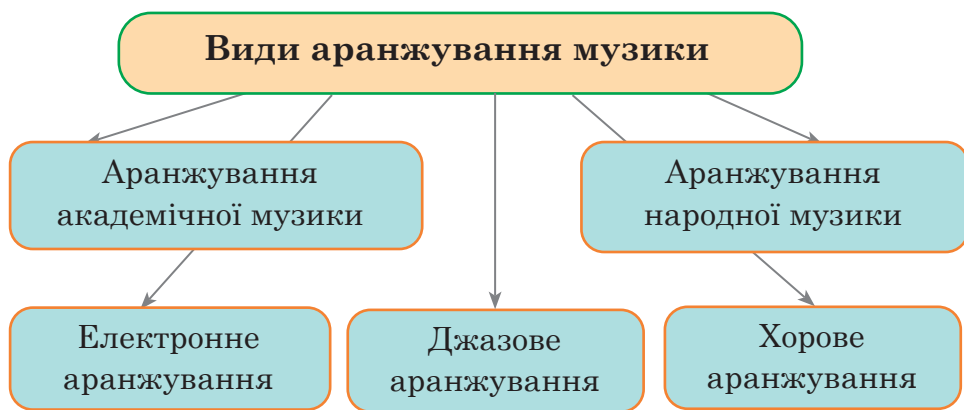 Види аранжування музики
Аранжування
академічної музики
Аранжування
народної музики
Електронне
аранжування
Джазове
аранжування
Хорове
аранжування